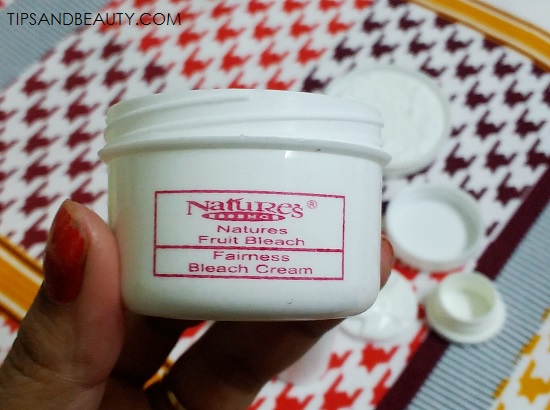 TIPSANDBEAUTY.COM
Nature's®
ESSENCE
Natures
Fruit Bleach
Fairness
Bleach Cream